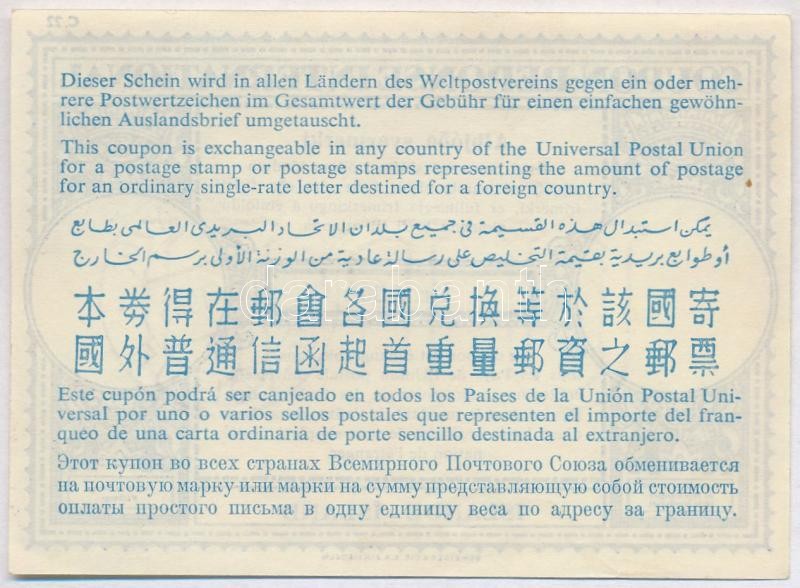 Dieser Schein wird in allen Ländern des Weltpostvereins gegen ein oder meh-
rere Postwertzeichen im Gesamtwert der Gebühr für einen einfachen gewöhn-
lichen Auslandsbrief umgetauscht.
This coupon is exchangeable in any country of the Universal Postal Union
for a postage stamp or postage stamps representing the amount of postage
for an ordinary single-rate letter destined for a foreign country.
يمكن استبدال هذه القسيمة فى جميع بلدان الاتحاد البريدى العالمى بطابع
أو طوابع بريدية بقيمة التخليص على رسالة عادية من الوزنة الأولى برسم الخارج
本券得在郵會各國兌換等於該國寄
國外普通信函起首重量郵資之郵票
darabanth
Este cupón podrá ser canjeado en todos los Países de la Unión Postal Uni-
versal por uno o varios sellos postales que representen el importe del fran-
queo de una carta ordinaria de porte sencillo destinada al extranjero.
Этот купон во всех странах Всемирного Почтового Союза обменивается
на почтовую марку или марки на сумму представляющую собой стоимость
оплаты простого письма в одну единицу веса по адресу за границу.